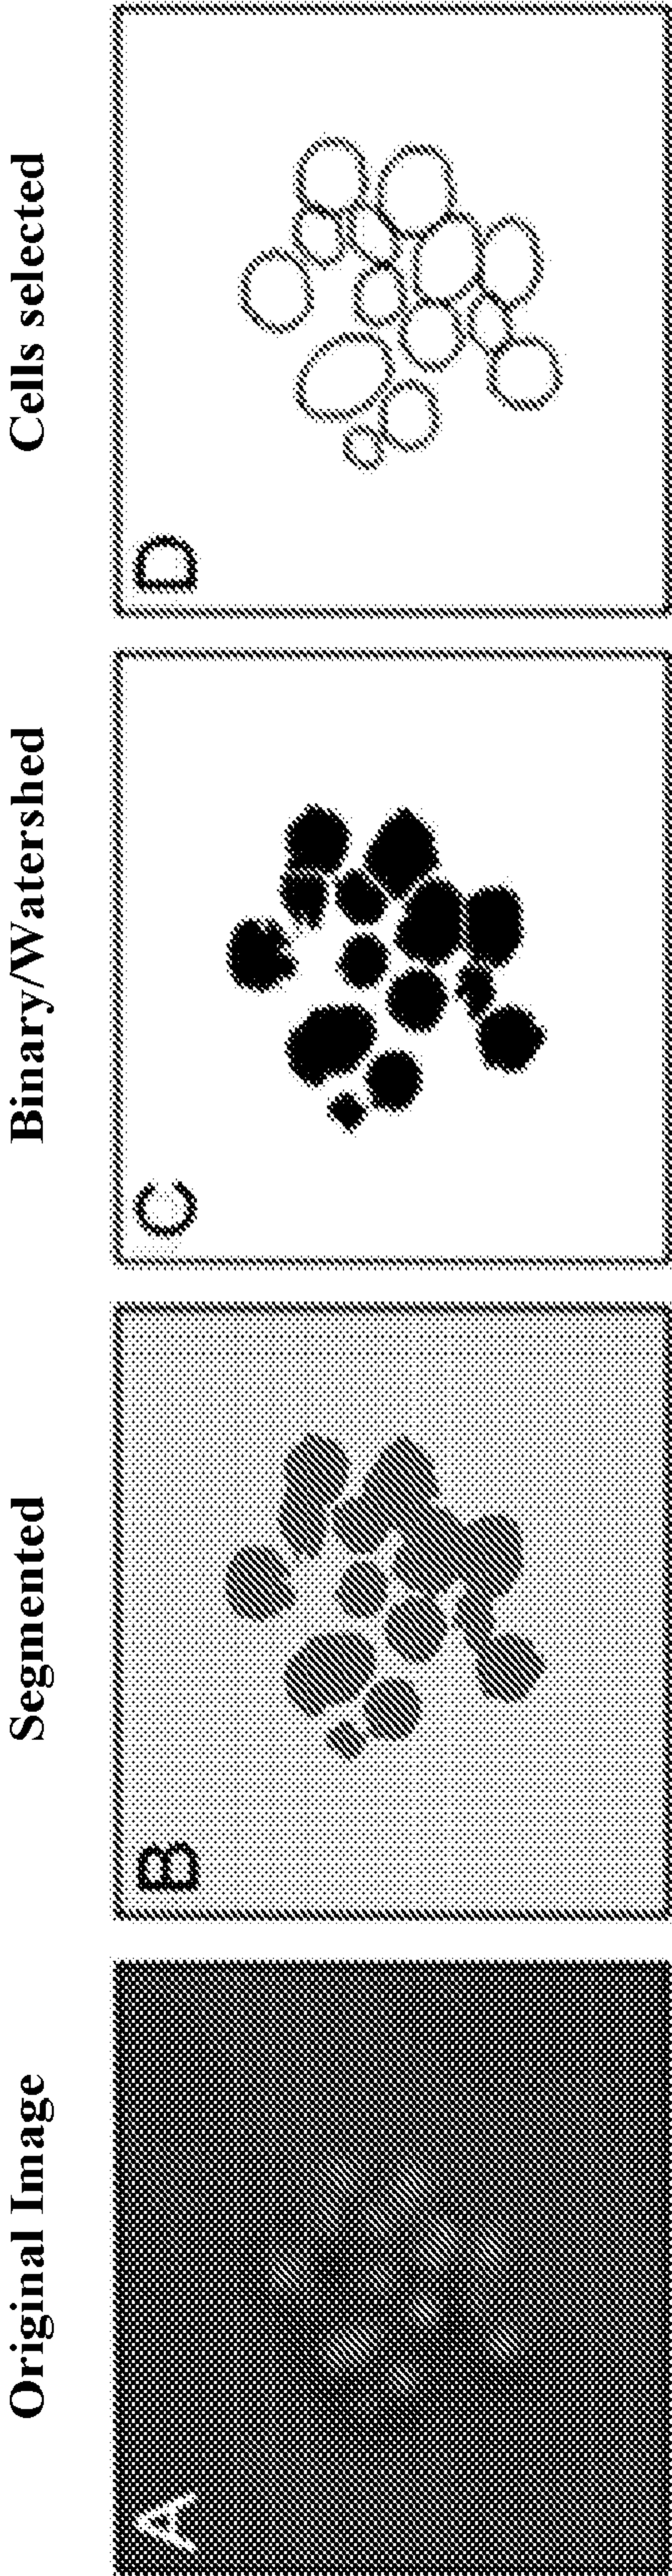 Original Image
Segmented
Binary/Watershed
Cells selected
A
B
C
D